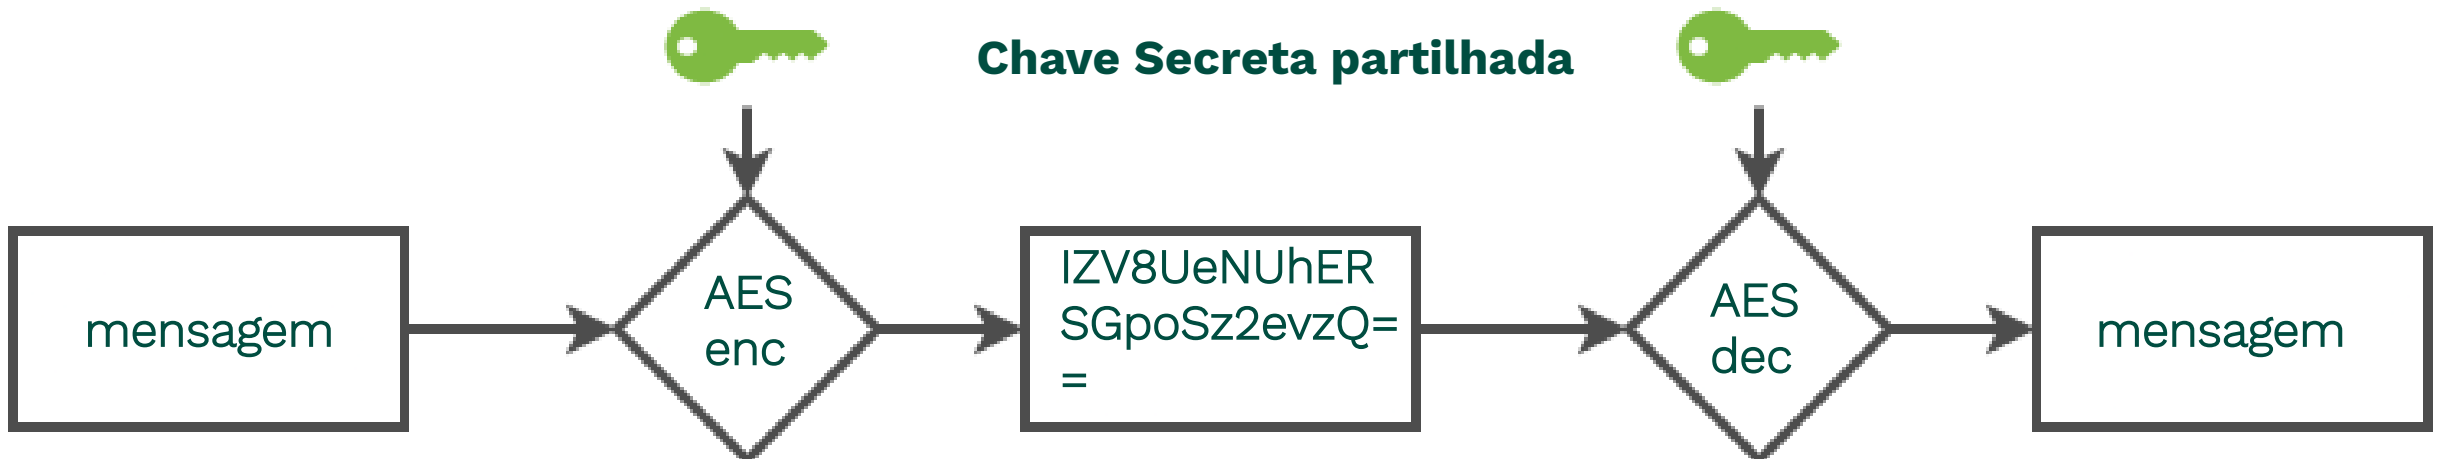 Chave Secreta partilhada
mensagem
AES
enc
IZV8UeNUhER
SGpoSz2evzQ=
=
AES
dec
mensagem